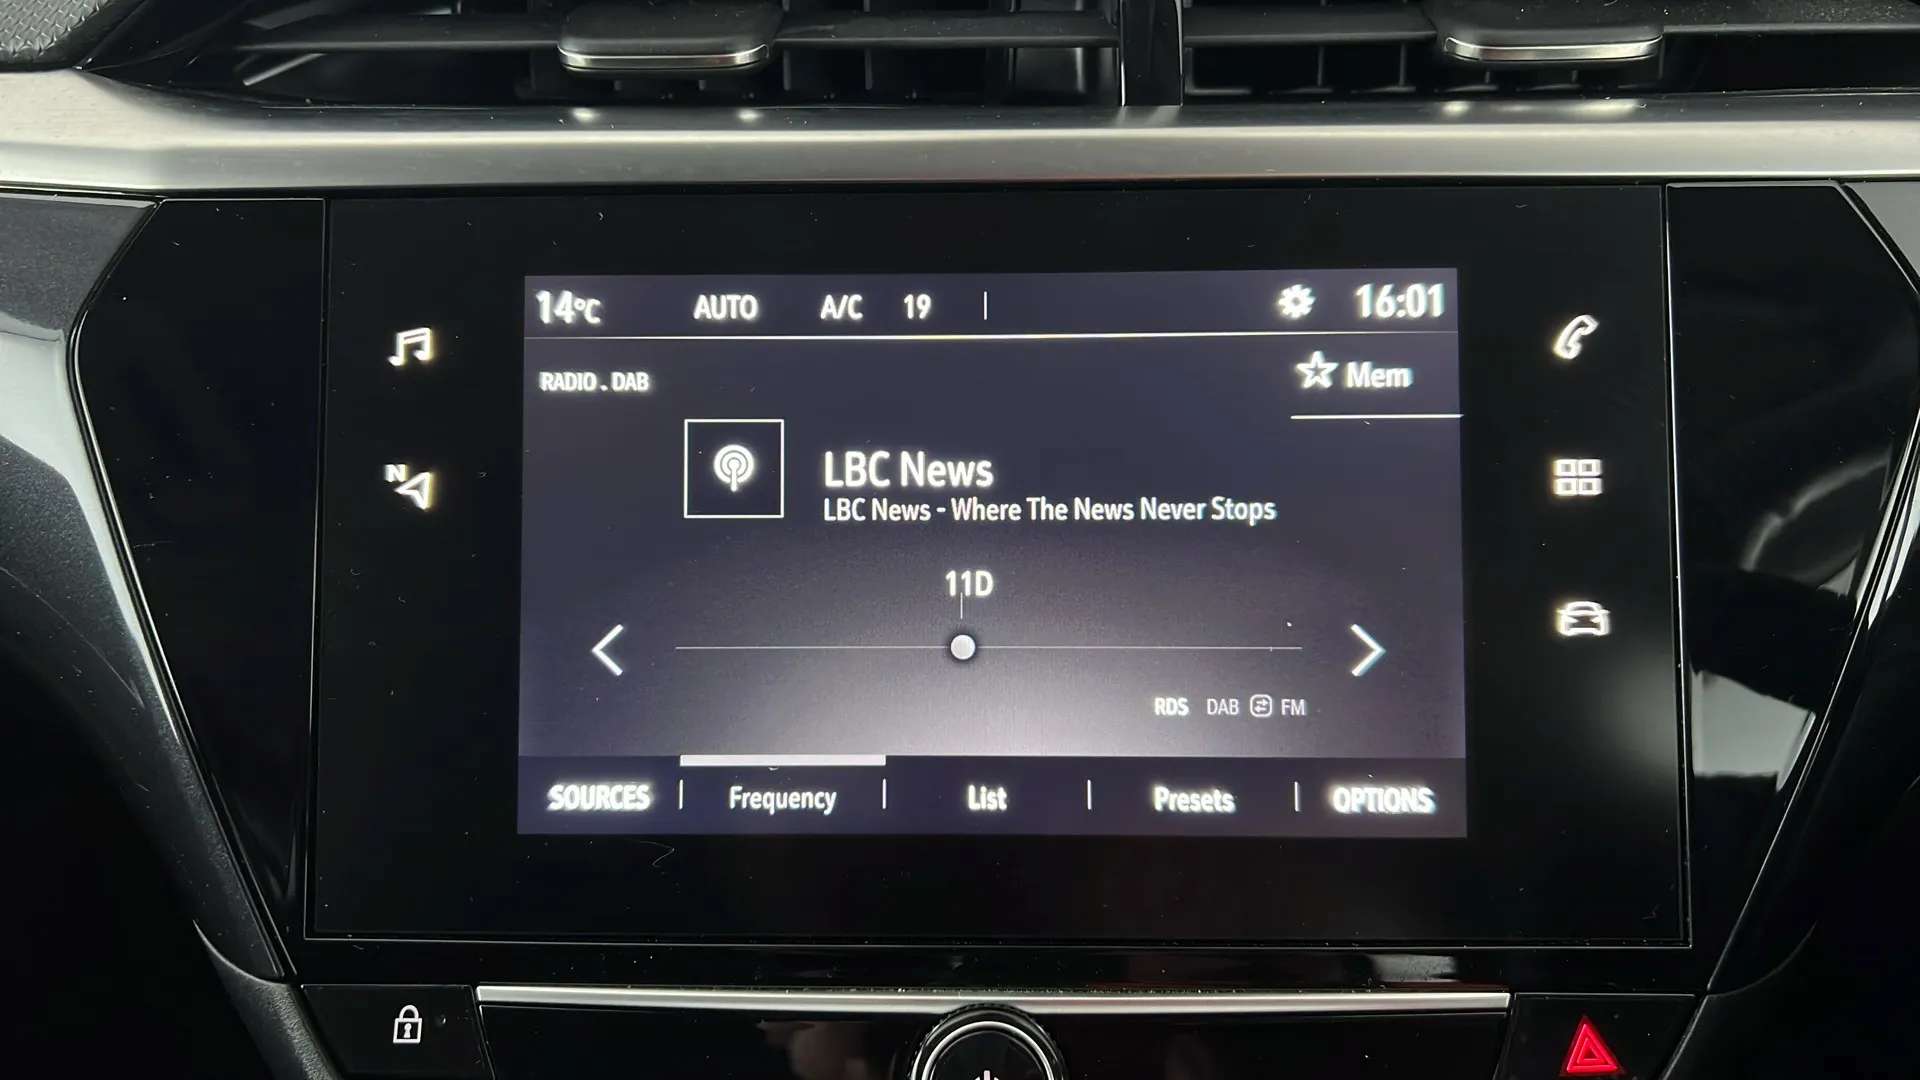 14°C AUTO A/C 19 16:01
RADIO . DAB
Mem
LBC News
LBC News - Where The News Never Stops
11D
RDS DAB FM
SOURCES Frequency List Presets OPTIONS
N